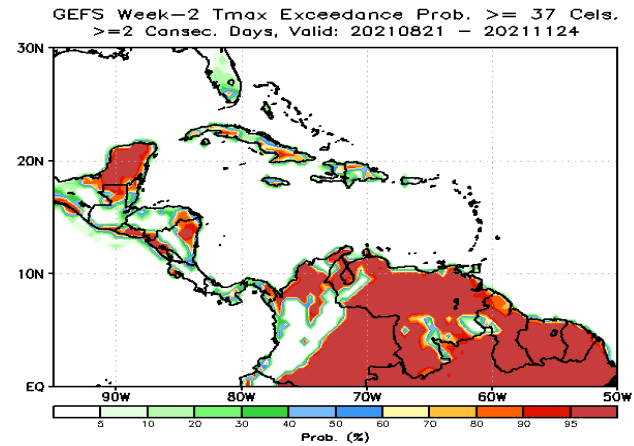 GEFS Week-2 Tmax Exceedance Prob. >= 37 Cels.
>=2 Consec. Days, Valid: 20210821 - 20211124
30N
20N
10N
EQ
90W 80W 70W 60W 50W
5 10 20 30 40 50 60 70 80 90 95
Prob. (%)